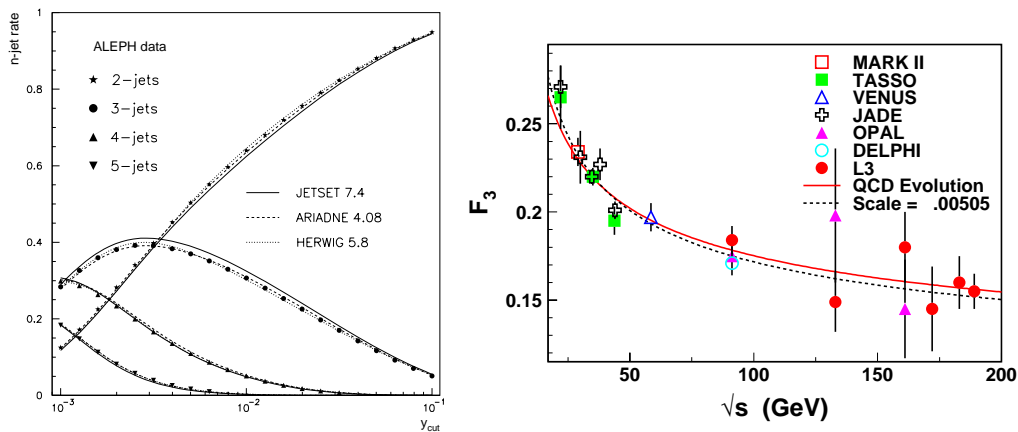 n-jet rate
1
0.8
0.6
0.4
0.2
0
ALEPH data
2-jets
3-jets
4-jets
5-jets
JETSET 7.4
ARIADNE 4.08
HERWIG 5.8
10-3
10-2
10-1
ycut
F3
0.25
0.2
0.15
MARK II
TASSO
VENUS
JADE
OPAL
DELPHI
L3
QCD Evolution
Scale = .00505
50
100
150
200
√s (GeV)